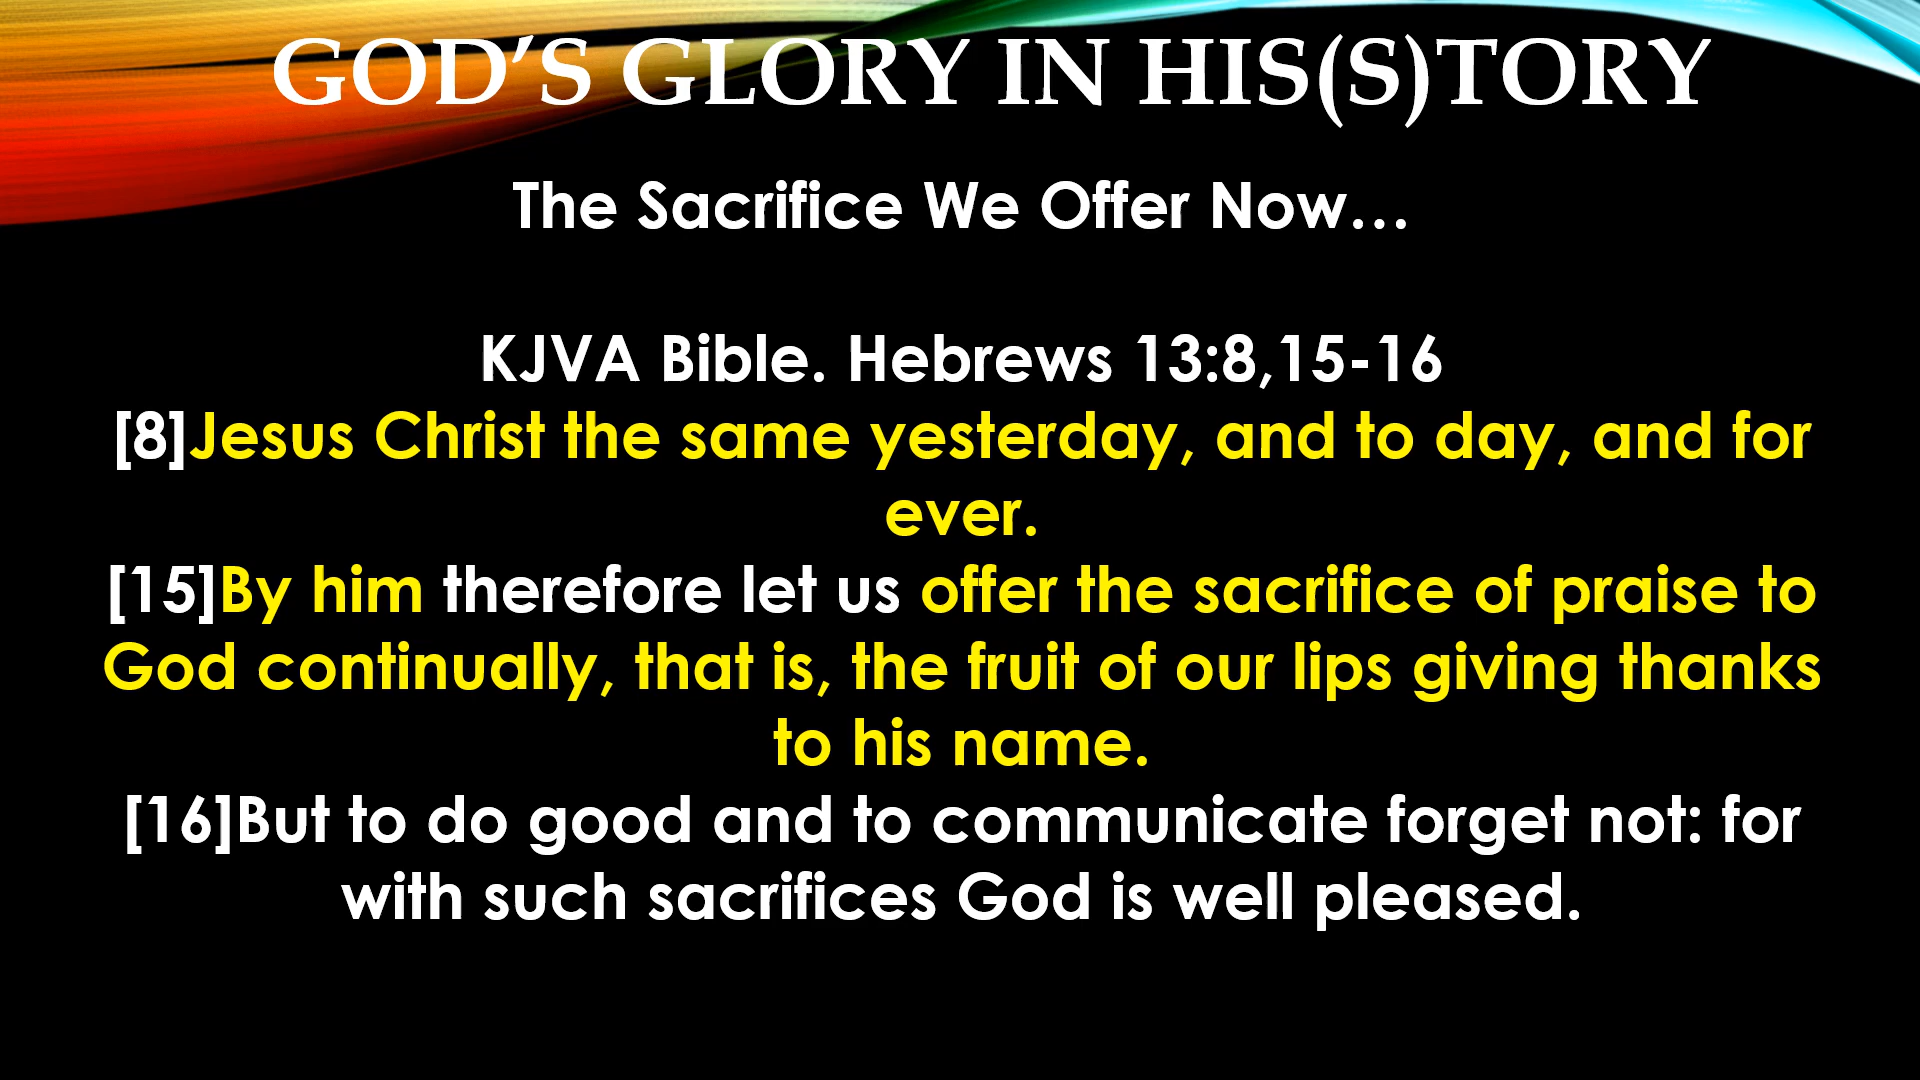 GOD’S GLORY IN HIS(S)TORY
The Sacrifice We Offer Now…
KJVA Bible. Hebrews 13:8,15-16
[8]Jesus Christ the same yesterday, and to day, and for
ever.
[15]By him therefore let us offer the sacrifice of praise to
God continually, that is, the fruit of our lips giving thanks
to his name.
[16]But to do good and to communicate forget not: for
with such sacrifices God is well pleased.